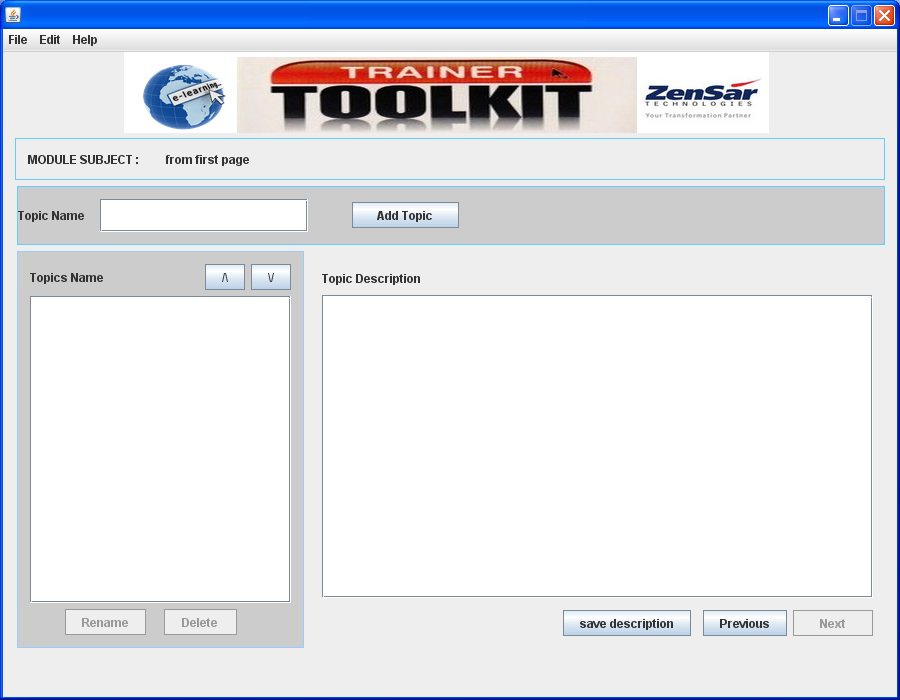 File Edit Help
e-learning
TRAINER
TOOLKIT
ZenSar
TECHNOLOGIES
Your Transformation Partner
MODULE SUBJECT : from first page
Topic Name Add Topic
Topics Name /\ \/
Topic Description
Rename Delete
save description Previous Next